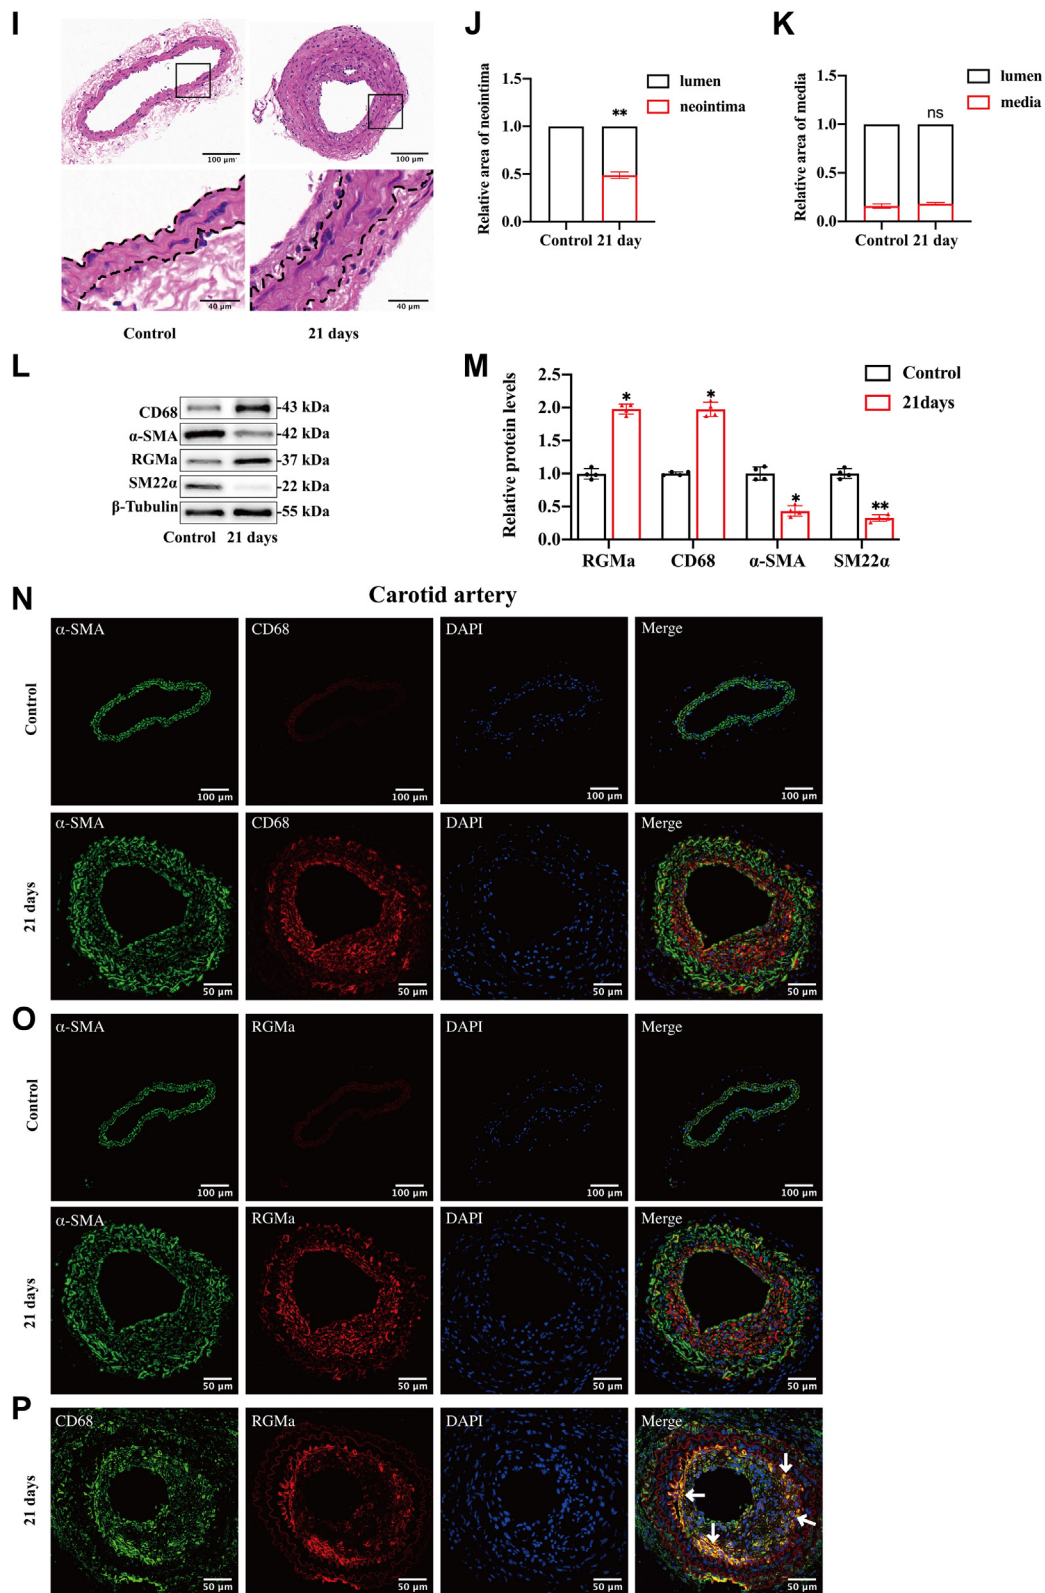 I
100 μm
100 μm
40 μm
40 μm
Control
21 days
J
lumen
neointima
Relative area of neointima
1.5
1.0
0.5
0.0
**
Control 21 day
K
lumen
media
Relative area of media
1.5
1.0
0.5
0.0
ns
Control 21 day
L
CD68
-43 kDa
α-SMA
-42 kDa
RGMa
-37 kDa
SM22α
-22 kDa
β-Tubulin
-55 kDa
Control 21 days
M
Control
21days
Relative protein levels
2.5
2.0
1.5
1.0
0.5
0.0
*
*
*
**
RGMa
CD68
α-SMA
SM22α
N
Carotid artery
Control
α-SMA
CD68
DAPI
Merge
100 μm
100 μm
100 μm
100 μm
21 days
α-SMA
CD68
DAPI
Merge
50 μm
50 μm
50 μm
50 μm
O
Control
α-SMA
RGMa
DAPI
Merge
100 μm
100 μm
100 μm
100 μm
21 days
α-SMA
RGMa
DAPI
Merge
50 μm
50 μm
50 μm
50 μm
P
21 days
CD68
RGMa
DAPI
Merge
50 μm
50 μm
50 μm
50 μm